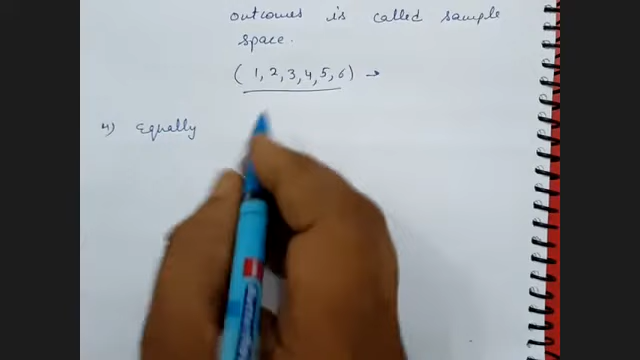 outcomes is called sample
space.
( 1, 2, 3, 4, 5, 6) →
4) Equally